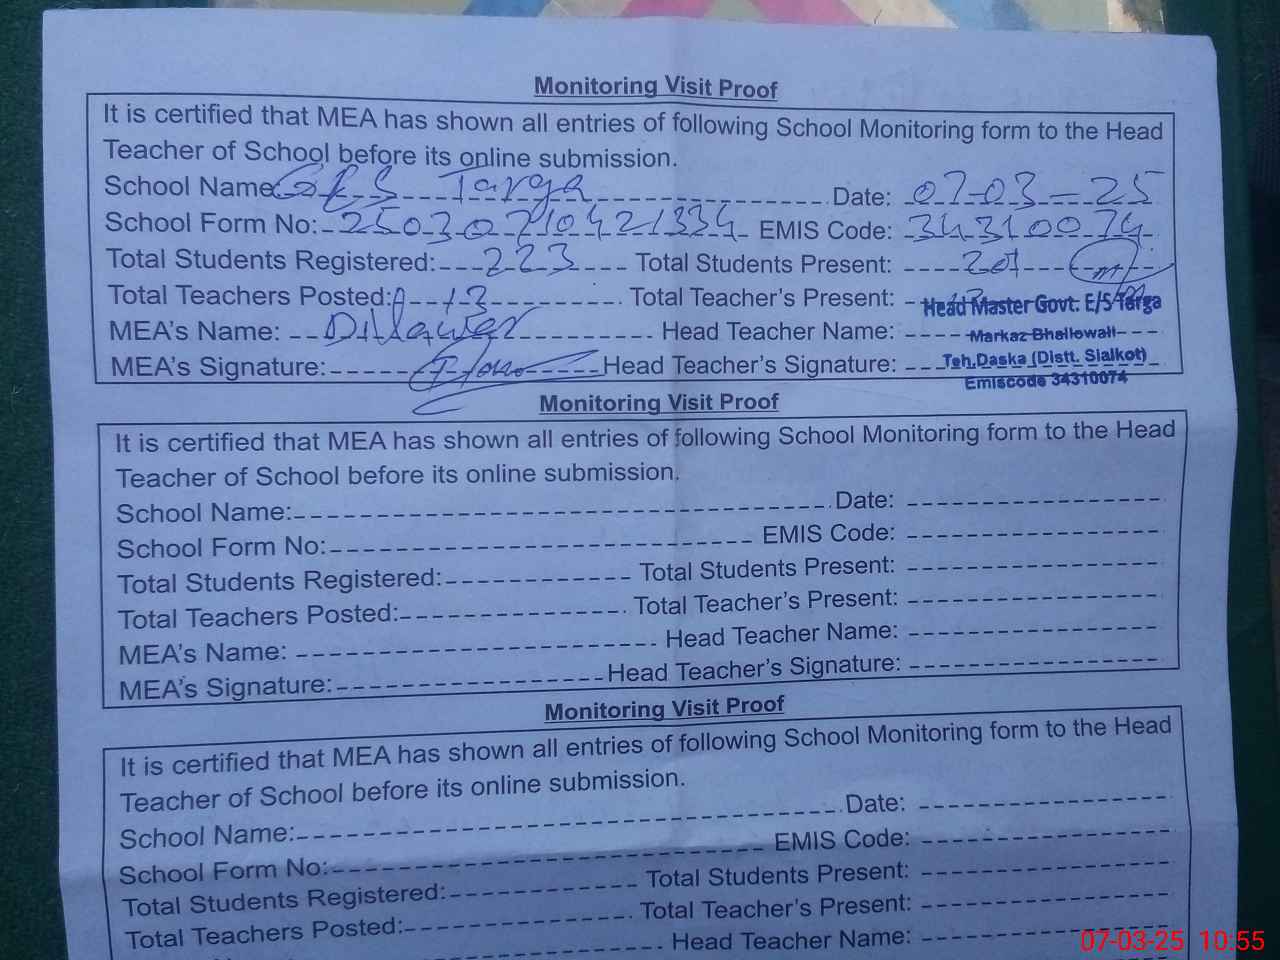 Monitoring Visit Proof
It is certified that MEA has shown all entries of following School Monitoring form to the Head
Teacher of School before its online submission.
School Name: GES Targa Date: 07-03-25
School Form No: 25030710421334 EMIS Code: 34310074
Total Students Registered: 223 Total Students Present: 201
Total Teachers Posted: 13 Total Teacher's Present:
Head Master Govt. E/S Targa
MEA's Name: Dillawer Head Teacher Name:
Markaz Bhallowali
MEA's Signature: Head Teacher's Signature:
Teh.Daska (Distt. Sialkot)
Emiscode 34310074
Monitoring Visit Proof
It is certified that MEA has shown all entries of following School Monitoring form to the Head
Teacher of School before its online submission.
School Name: Date:
School Form No: EMIS Code:
Total Students Registered: Total Students Present:
Total Teachers Posted: Total Teacher's Present:
MEA's Name: Head Teacher Name:
MEA's Signature: Head Teacher's Signature:
Monitoring Visit Proof
It is certified that MEA has shown all entries of following School Monitoring form to the Head
Teacher of School before its online submission.
School Name: Date:
School Form No: EMIS Code:
Total Students Registered: Total Students Present:
Total Teachers Posted: Total Teacher's Present:
Head Teacher Name:
07-03-25 10:55